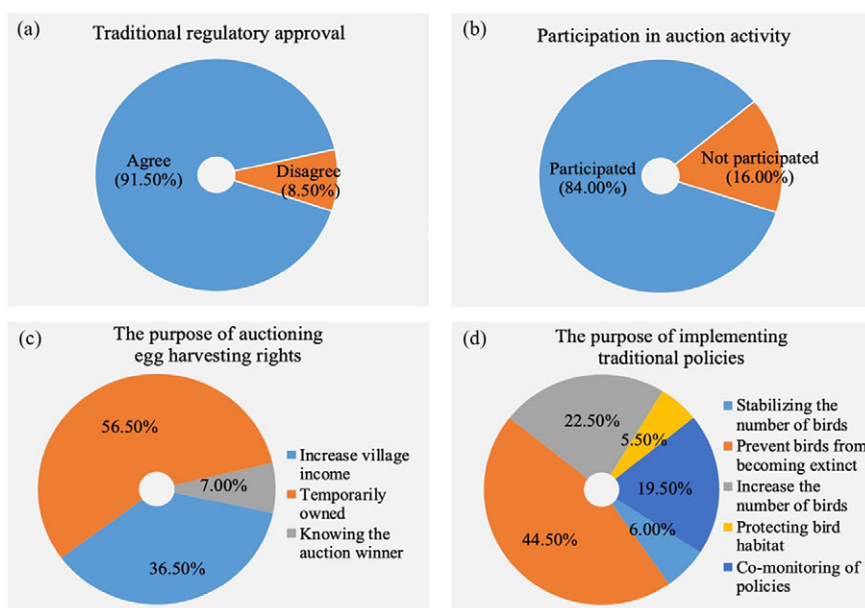 (a)
Traditional regulatory approval
Agree
(91.50%)
Disagree
(8.50%)
(b)
Participation in auction activity
Participated
(84.00%)
Not participated
(16.00%)
(c)
The purpose of auctioning
egg harvesting rights
56.50%
7.00%
36.50%
Increase village
income
Temporarily
owned
Knowing the
auction winner
(d)
The purpose of implementing
traditional policies
22.50%
5.50%
19.50%
6.00%
44.50%
Stabilizing the
number of birds
Prevent birds from
becoming extinct
Increase the
number of birds
Protecting bird
habitat
Co-monitoring of
policies